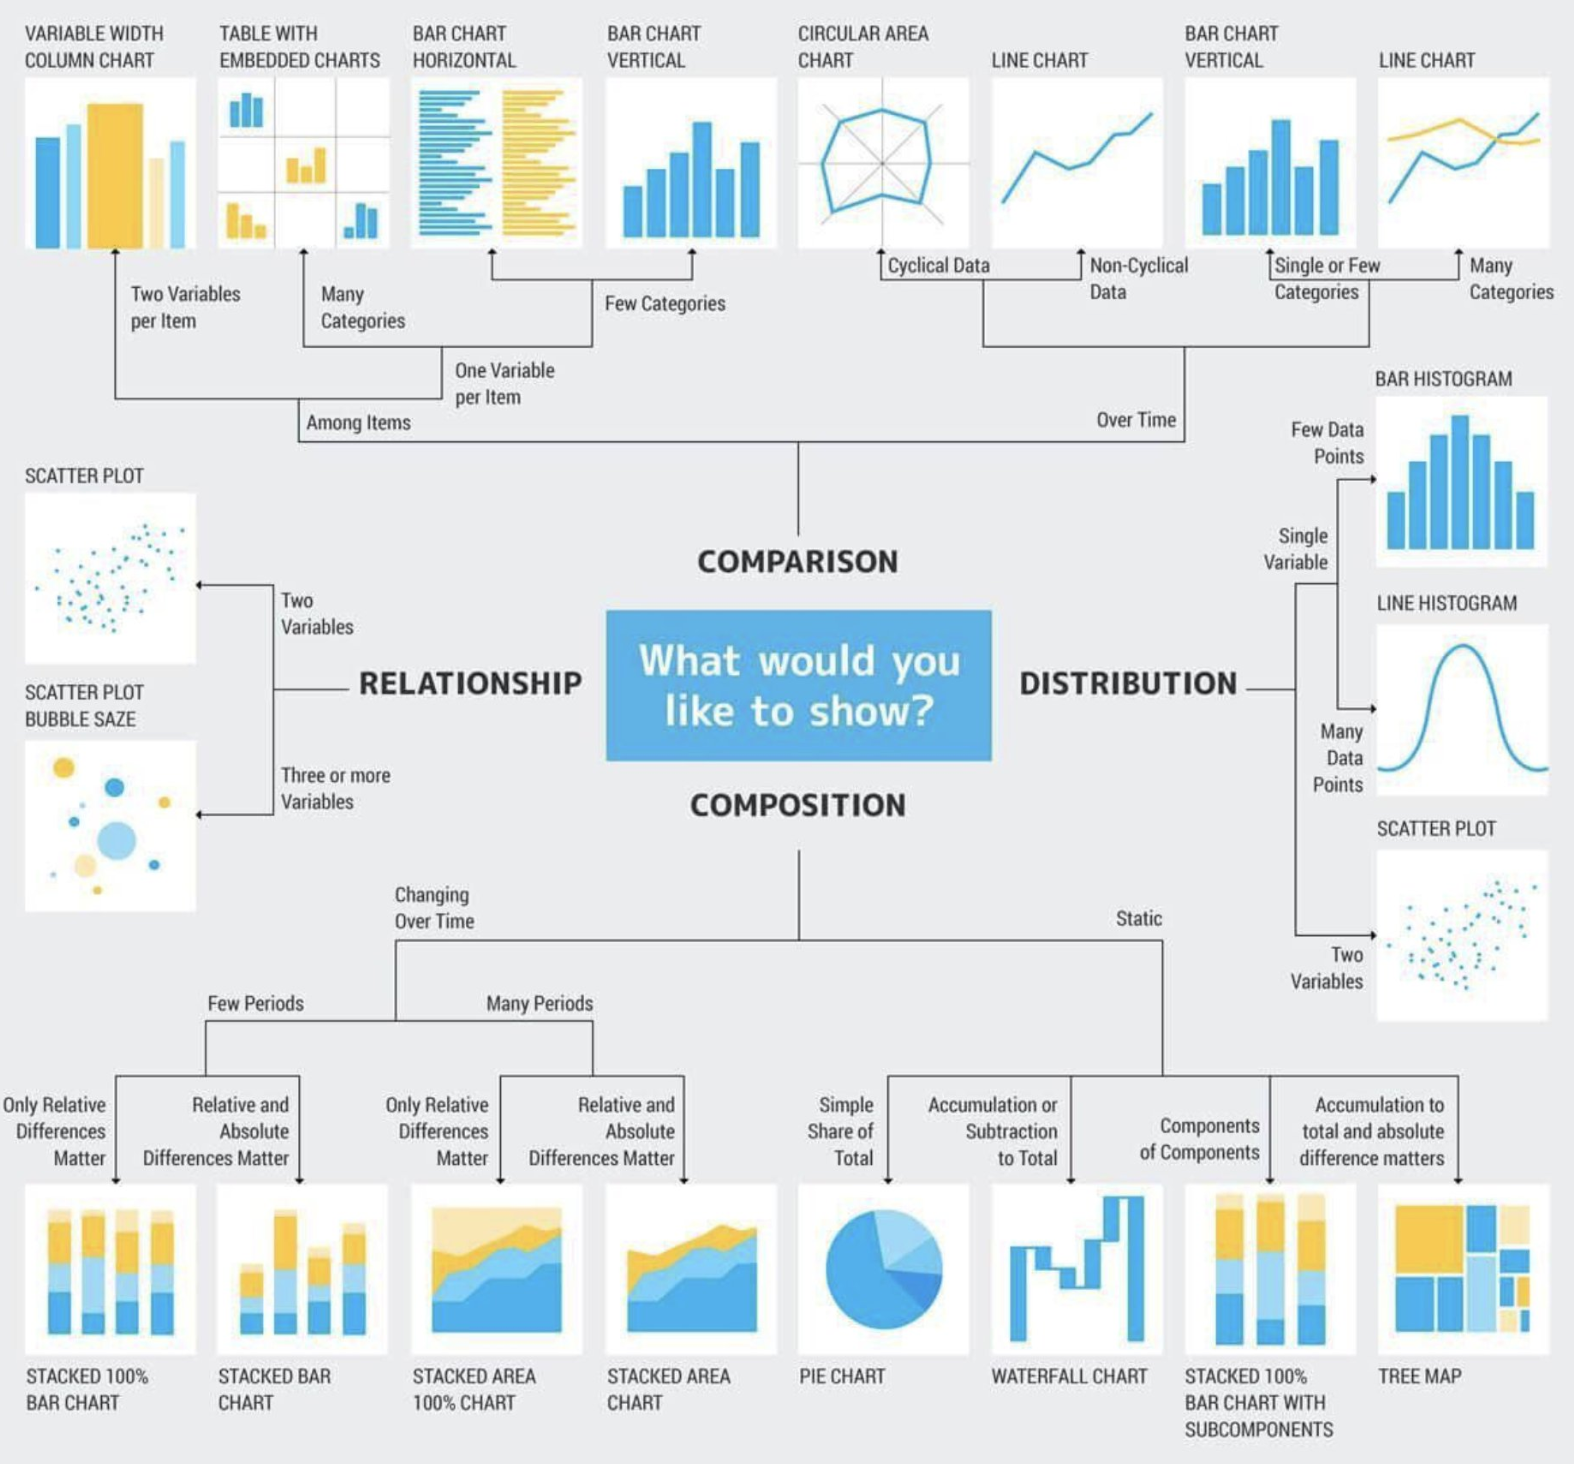 VARIABLE WIDTH
COLUMN CHART
TABLE WITH
EMBEDDED CHARTS
BAR CHART
HORIZONTAL
BAR CHART
VERTICAL
CIRCULAR AREA
CHART
LINE CHART
BAR CHART
VERTICAL
LINE CHART
Two Variables
per Item
Many
Categories
Few Categories
Cyclical Data
Non-Cyclical
Data
Single or Few
Categories
Many
Categories
One Variable
per Item
Among Items
Over Time
COMPARISON
SCATTER PLOT
Two
Variables
SCATTER PLOT
BUBBLE SAZE
Three or more
Variables
RELATIONSHIP
What would you
like to show?
DISTRIBUTION
BAR HISTOGRAM
Few Data
Points
Single
Variable
LINE HISTOGRAM
Many
Data
Points
SCATTER PLOT
Two
Variables
COMPOSITION
Changing
Over Time
Static
Few Periods
Many Periods
Only Relative
Differences
Matter
Relative and
Absolute
Differences Matter
Only Relative
Differences
Matter
Relative and
Absolute
Differences Matter
Simple
Share of
Total
Accumulation or
Subtraction
to Total
Components
of Components
Accumulation to
total and absolute
difference matters
STACKED 100%
BAR CHART
STACKED BAR
CHART
STACKED AREA
100% CHART
STACKED AREA
CHART
PIE CHART
WATERFALL CHART
STACKED 100%
BAR CHART WITH
SUBCOMPONENTS
TREE MAP